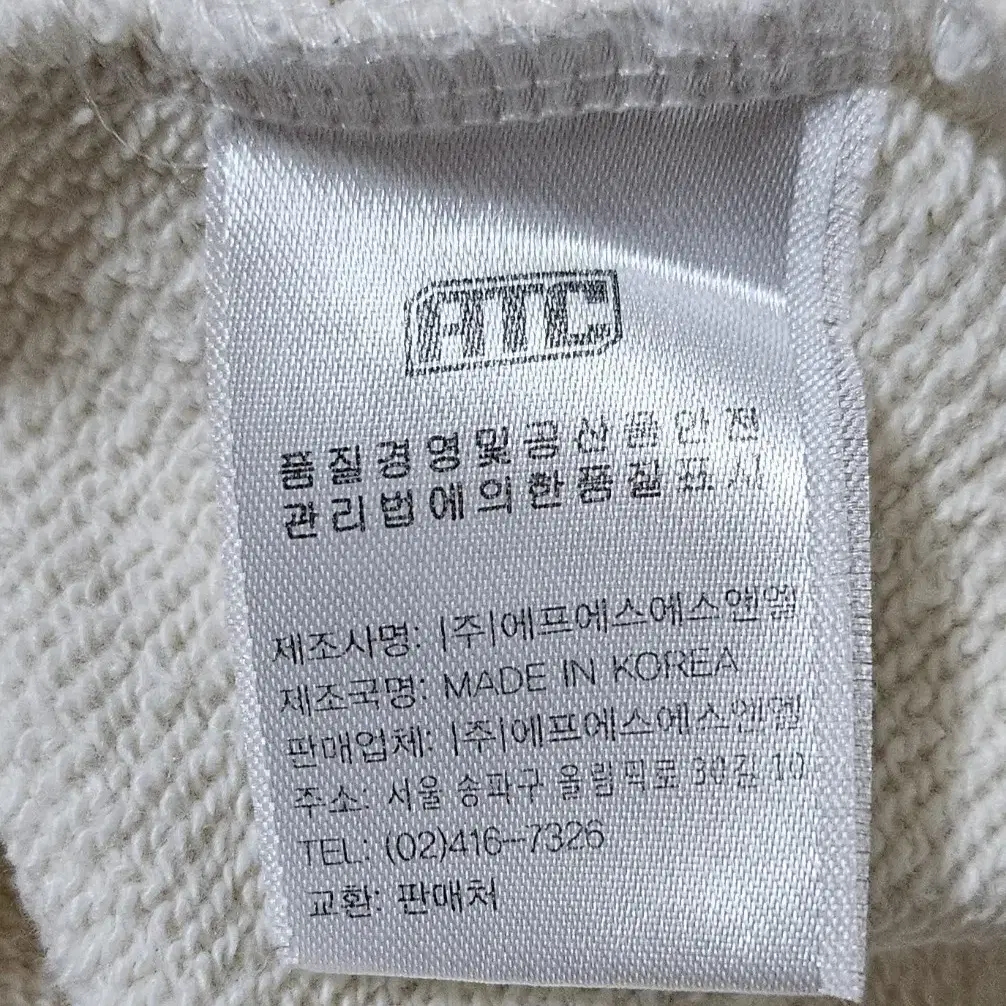 ATC
품질경영및공산품안전
관리법에의한품질표시
제조사명: (주)에프에스에스앤엘
제조국명: MADE IN KOREA
판매업체: (주)에프에스에스앤엘
주소: 서울 송파구 올림픽로 30길 10
TEL: (02)416-7326
교환: 판매처